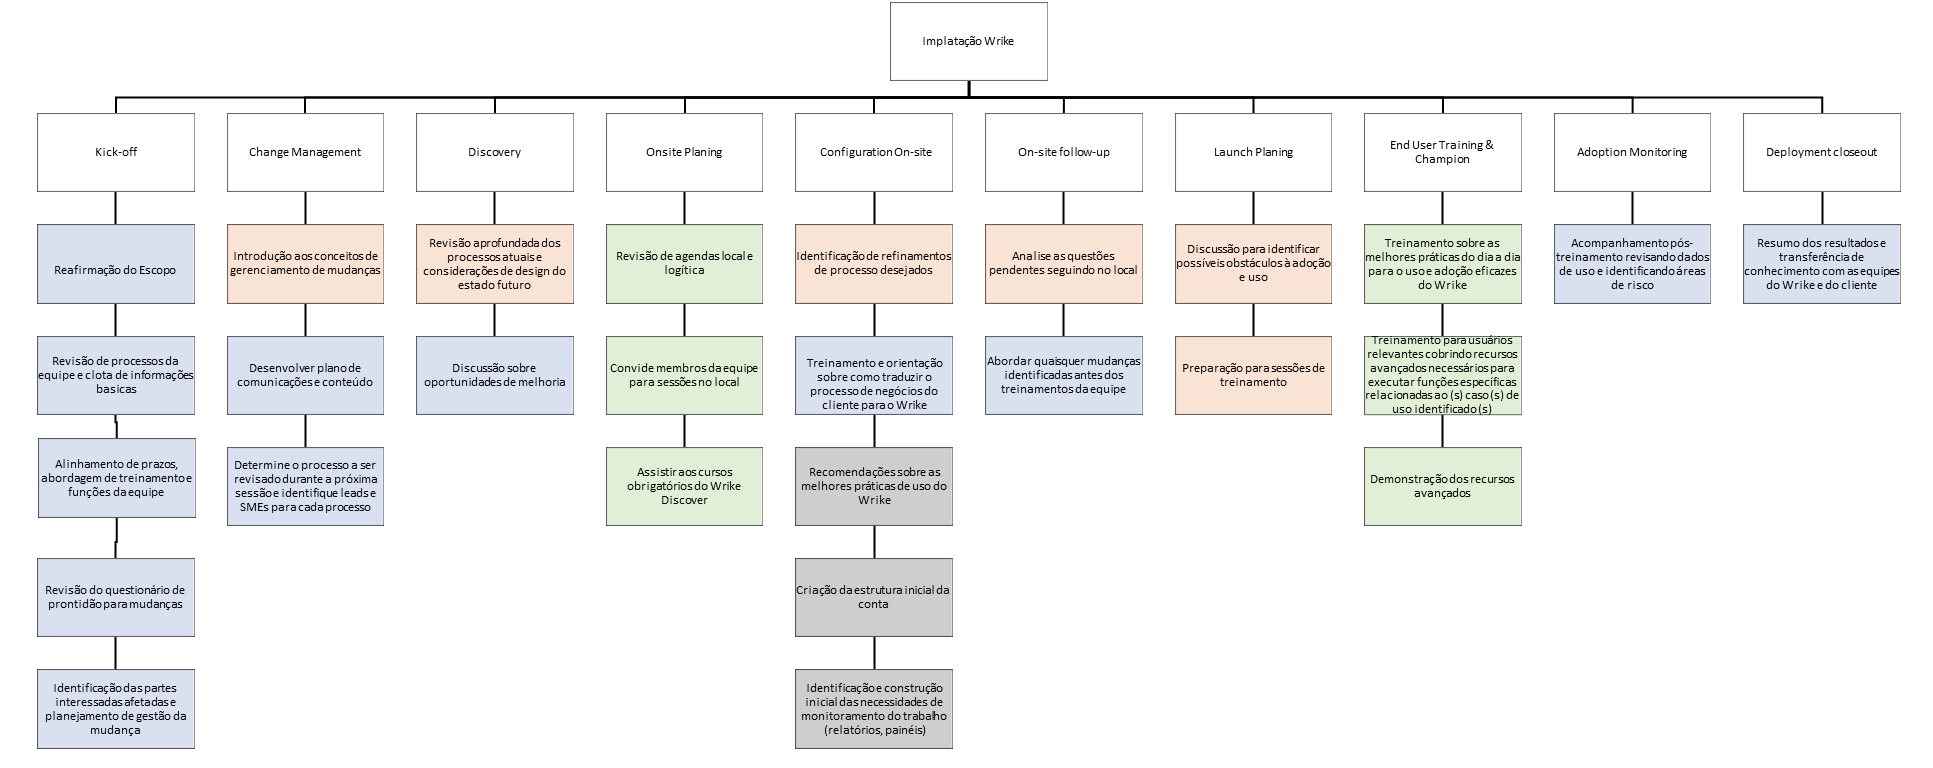 Implatação Wrike
Kick-off
Change Management
Discovery
Onsite Planing
Configuration On-site
On-site follow-up
Launch Planing
End User Training &
Champion
Adoption Monitoring
Deployment closeout
Reafirmação do Escopo
Introdução aos conceitos de
gerenciamento de mudanças
Revisão aprofundada dos
processos atuais e
considerações de design do
estado futuro
Revisão de agendas local e
logítica
Identificação de refinamentos
de processo desejados
Analise as questões
pendentes seguindo no local
Discussão para identificar
possíveis obstáculos à adoção
e uso
Treinamento sobre as
melhores práticas do dia a dia
para o uso e adoção eficazes
do Wrike
Acompanhamento pós-
treinamento revisando dados
de uso e identificando áreas
de risco
Resumo dos resultados e
transferência de
conhecimento com as equipes
do Wrike e do cliente
Revisão de processos da
equipe e clota de informações
basicas
Desenvolver plano de
comunicações e conteúdo
Discussão sobre
oportunidades de melhoria
Convide membros da equipe
para sessões no local
Treinamento e orientação
sobre como traduzir o
processo de negócios do
cliente para o Wrike
Abordar quaisquer mudanças
identificadas antes dos
treinamentos da equipe
Preparação para sessões de
treinamento
Treinamento para usuários
relevantes cobrindo recursos
avançados necessários para
executar funções específicas
relacionadas ao (s) caso (s) de
uso identificado (s)
Alinhamento de prazos,
abordagem de treinamento e
funções da equipe
Determine o processo a ser
revisado durante a próxima
sessão e identifique leads e
SMEs para cada processo
Assistir aos cursos
obrigatórios do Wrike
Discover
Recomendações sobre as
melhores práticas de uso do
Wrike
Demonstração dos recursos
avançados
Revisão do questionário de
prontidão para mudanças
Criação da estrutura inicial da
conta
Identificação das partes
interessadas afetadas e
planejamento de gestão da
mudança
Identificação e construção
inicial das necessidades de
monitoramento do trabalho
(relatórios, painéis)